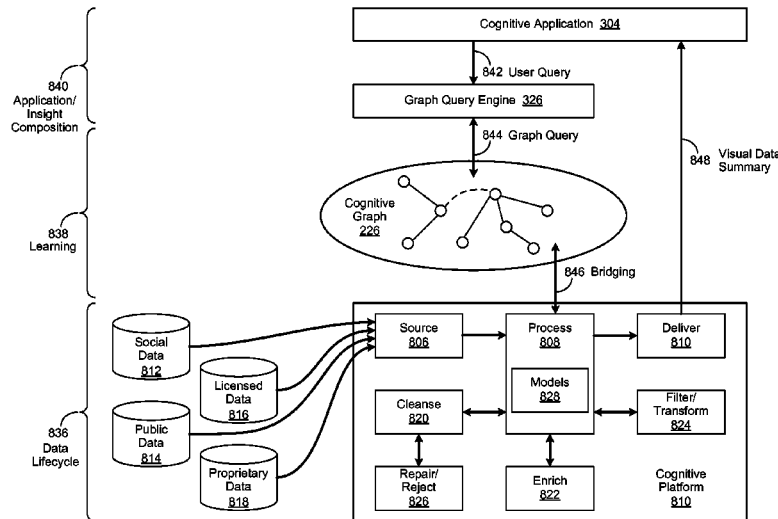 Cognitive Application 304
840
Application/
Insight
Composition
842 User Query
Graph Query Engine 326
844 Graph Query
848 Visual Data
Summary
Cognitive
Graph
226
838
Learning
846 Bridging
Social
Data
812
Licensed
Data
816
Public
Data
814
Proprietary
Data
818
836
Data
Lifecycle
Source
806
Process
808
Deliver
810
Models
828
Cleanse
820
Filter/
Transform
824
Repair/
Reject
826
Enrich
822
Cognitive
Platform
810